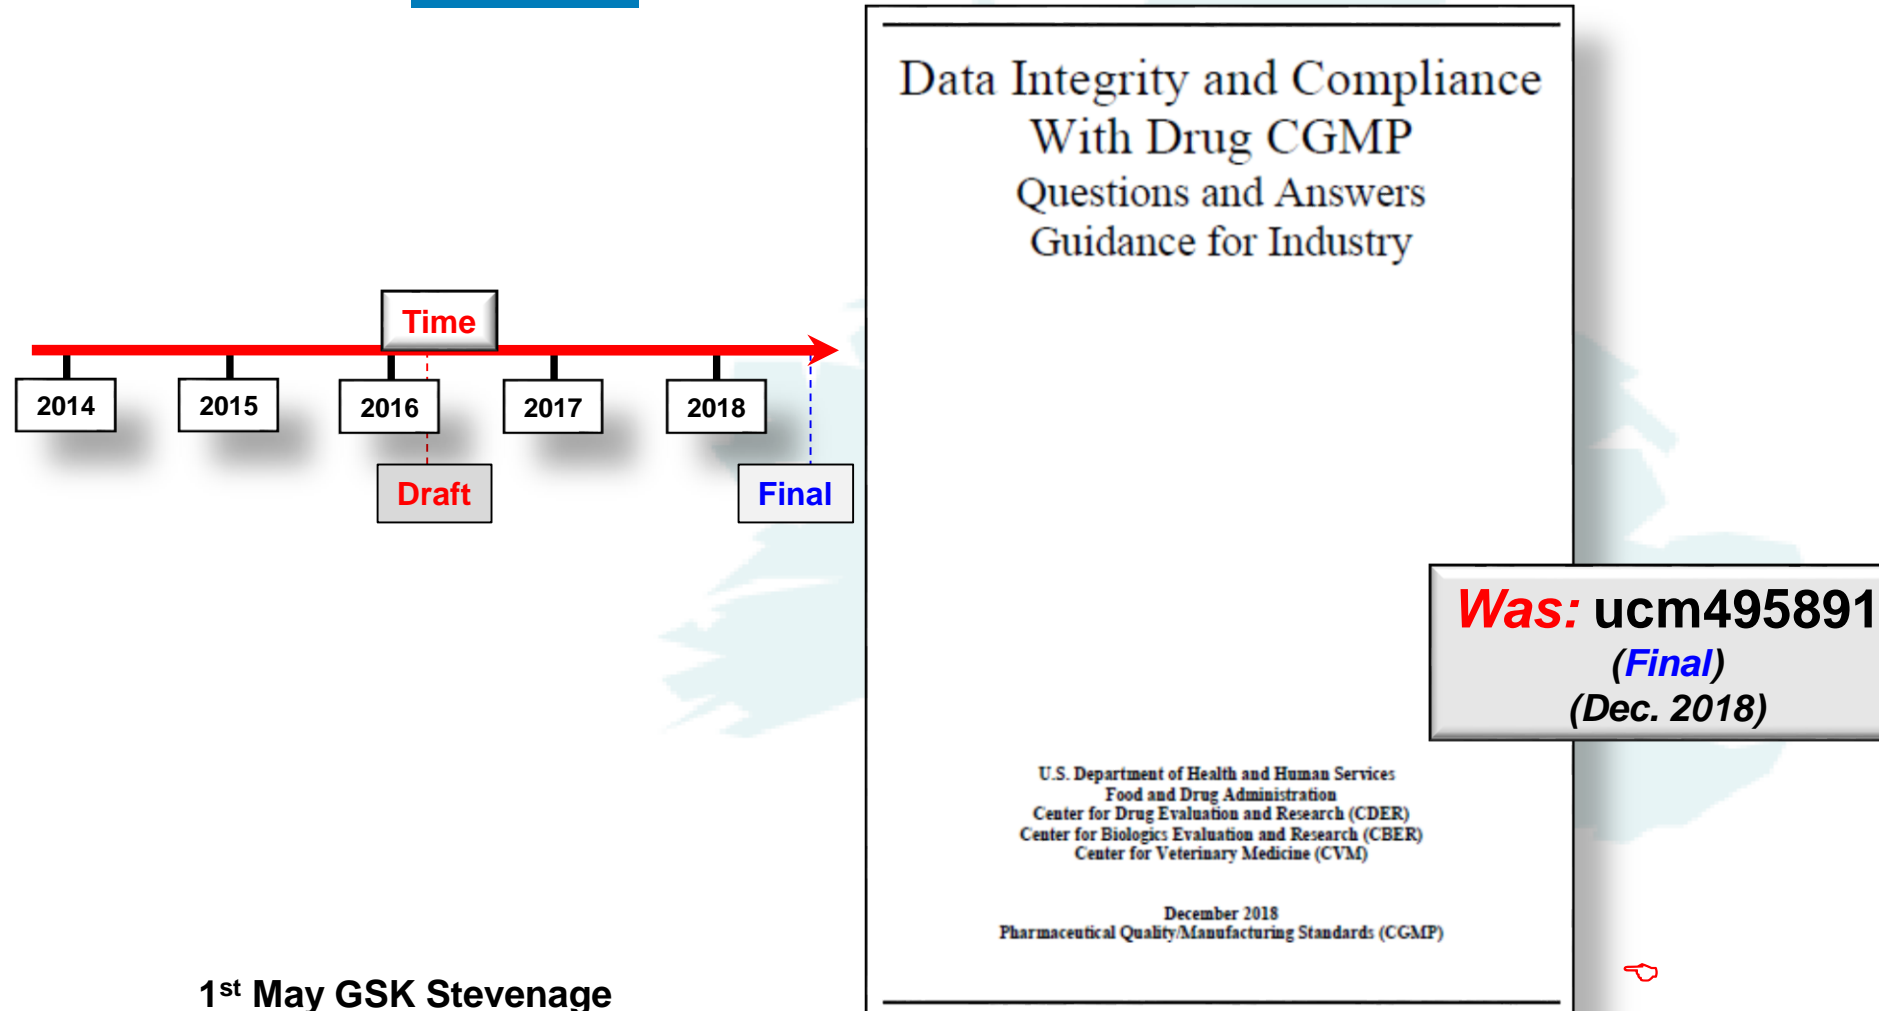 Data Integrity and Compliance
With Drug CGMP
Questions and Answers
Guidance for Industry
Time
2014
2015
2016
2017
2018
Draft
Final
Was: ucm495891
(Final)
(Dec. 2018)
U.S. Department of Health and Human Services
Food and Drug Administration
Center for Drug Evaluation and Research (CDER)
Center for Biologics Evaluation and Research (CBER)
Center for Veterinary Medicine (CVM)
December 2018
Pharmaceutical Quality/Manufacturing Standards (CGMP)
1st May GSK Stevenage